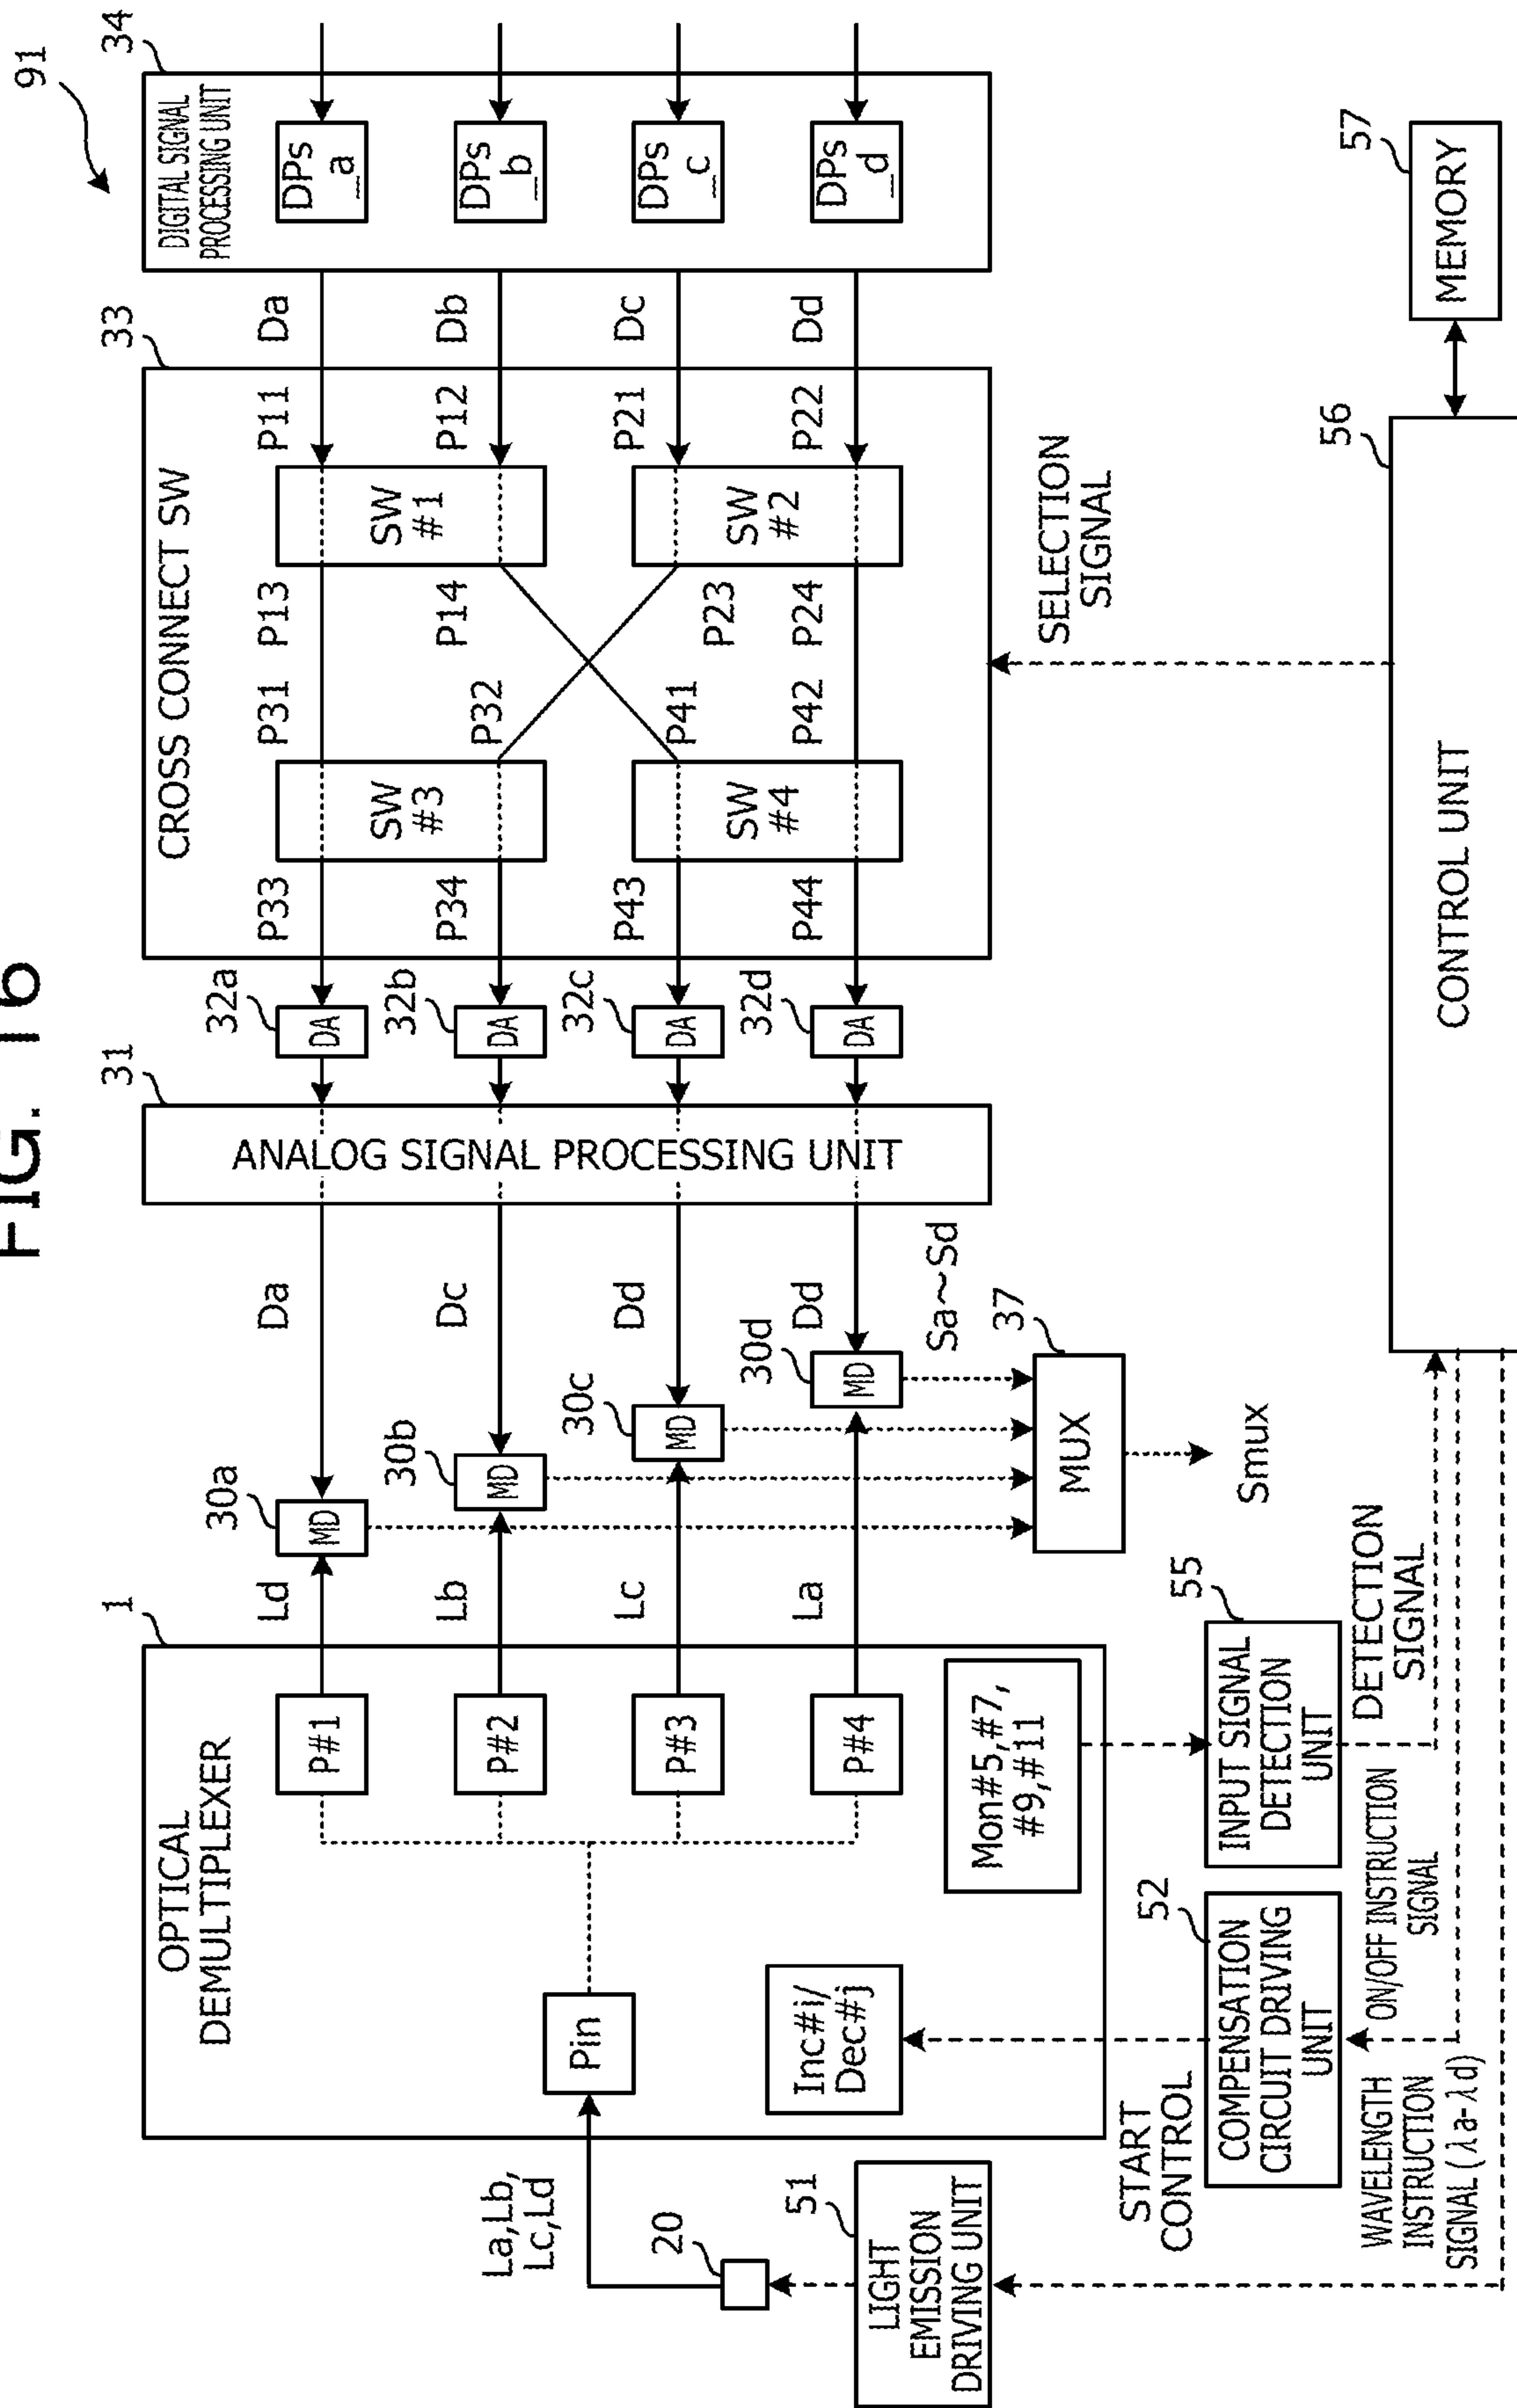 FIG. 16
91
1
OPTICAL
DEMULTIPLEXER
La,Lb,
Lc,Ld
20
51
LIGHT
EMISSION
DRIVING UNIT
Pin
P#1
P#2
P#3
P#4
Inc#i/
Dec#j
Mon#5,#7,
#9,#11
Ld
Lb
Lc
La
30a
MD
30b
MD
30c
MD
30d
MD
Da
Dc
Dd
Dd
Sa~Sd
37
MUX
Smux
31
ANALOG SIGNAL PROCESSING UNIT
32a
DA
32b
DA
32c
DA
32d
DA
33
CROSS CONNECT SW
P33
P31
P13
P11
P34
P32
P14
P12
P43
P41
P23
P21
P44
P42
P24
P22
SW
#3
SW
#1
SW
#4
SW
#2
Da
Db
Dc
Dd
34
DIGITAL SIGNAL
PROCESSING UNIT
DPs
_a
DPs
_b
DPs
_c
DPs
_d
START
CONTROL
52
COMPENSATION
CIRCUIT DRIVING
UNIT
55
INPUT SIGNAL
DETECTION
UNIT
DETECTION
SIGNAL
SELECTION
SIGNAL
WAVELENGTH
INSTRUCTION
SIGNAL (λa-λd)
ON/OFF INSTRUCTION
SIGNAL
56
CONTROL UNIT
57
MEMORY